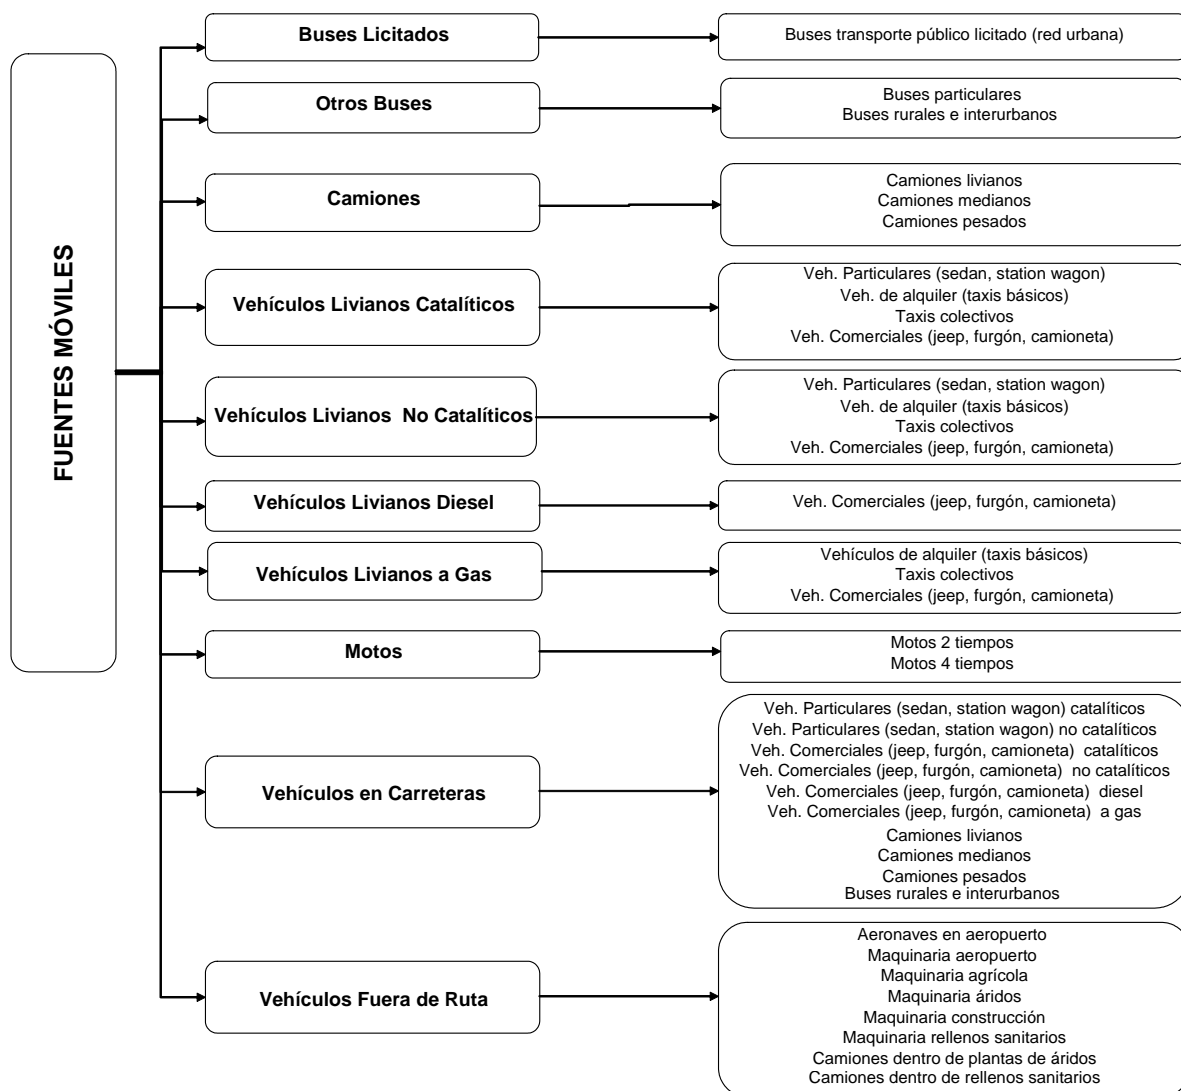 FUENTES MÓVILES
Buses Licitados
Buses transporte público licitado (red urbana)
Otros Buses
Buses particulares
Buses rurales e interurbanos
Camiones
Camiones livianos
Camiones medianos
Camiones pesados
Vehículos Livianos Catalíticos
Veh. Particulares (sedan, station wagon)
Veh. de alquiler (taxis básicos)
Taxis colectivos
Veh. Comerciales (jeep, furgón, camioneta)
Vehículos Livianos No Catalíticos
Veh. Particulares (sedan, station wagon)
Veh. de alquiler (taxis básicos)
Taxis colectivos
Veh. Comerciales (jeep, furgón, camioneta)
Vehículos Livianos Diesel
Veh. Comerciales (jeep, furgón, camioneta)
Vehículos Livianos a Gas
Vehículos de alquiler (taxis básicos)
Taxis colectivos
Veh. Comerciales (jeep, furgón, camioneta)
Motos
Motos 2 tiempos
Motos 4 tiempos
Vehículos en Carreteras
Veh. Particulares (sedan, station wagon) catalíticos
Veh. Particulares (sedan, station wagon) no catalíticos
Veh. Comerciales (jeep, furgón, camioneta) catalíticos
Veh. Comerciales (jeep, furgón, camioneta) no catalíticos
Veh. Comerciales (jeep, furgón, camioneta) diesel
Veh. Comerciales (jeep, furgón, camioneta) a gas
Camiones livianos
Camiones medianos
Camiones pesados
Buses rurales e interurbanos
Vehículos Fuera de Ruta
Aeronaves en aeropuerto
Maquinaria aeropuerto
Maquinaria agrícola
Maquinaria áridos
Maquinaria construcción
Maquinaria rellenos sanitarios
Camiones dentro de plantas de áridos
Camiones dentro de rellenos sanitarios